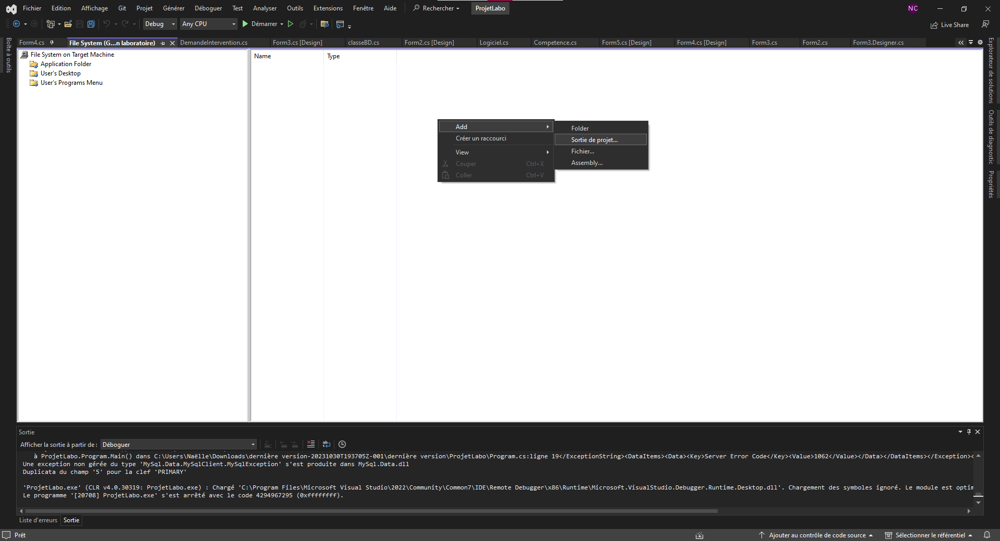 Fichier Edition Affichage Git Projet Générer Déboguer Test Analyser Outils Extensions Fenêtre Aide Rechercher ProjetLabo NC
Debug Any CPU Démarrer Live Share
Form4.cs File System (G...n laboratoire) DemandeIntervention.cs Form3.cs [Design] classeBD.cs Form2.cs [Design] Logiciel.cs Competence.cs Form5.cs [Design] Form4.cs [Design] Form3.cs Form2.cs Form3.Designer.cs
Boîte à outils
File System on Target Machine
Application Folder
User's Desktop
User's Programs Menu
Name Type
Add
Créer un raccourci
View
Couper Ctrl+X
Coller Ctrl+V
Folder
Sortie de projet...
Fichier...
Assembly...
Explorateur de solutions
Outils de diagnostic
Propriétés
Sortie
Afficher la sortie à partir de : Déboguer
à ProjetLabo.Program.Main() dans C:\Users\Naëlle\Downloads\dernière version-20231030T193705Z-001\dernière version\ProjetLabo\Program.cs:ligne 19</ExceptionString><DataItems><Data><Key>Server Error Code</Key><Value>1062</Value></Data></DataItems></Exception><
Une exception non gérée du type 'MySql.Data.MySqlClient.MySqlException' s'est produite dans MySql.Data.dll
Duplicata du champ '5' pour la clef 'PRIMARY'
'ProjetLabo.exe' (CLR v4.0.30319: ProjetLabo.exe) : Chargé 'C:\Program Files\Microsoft Visual Studio\2022\Community\Common7\IDE\Remote Debugger\x86\Runtime\Microsoft.VisualStudio.Debugger.Runtime.Desktop.dll'. Chargement des symboles ignoré. Le module est optim
Le programme '[20708] ProjetLabo.exe' s'est arrêté avec le code 4294967295 (0xffffffff).
Liste d'erreurs Sortie
Prêt Ajouter au contrôle de code source Sélectionner le référentiel